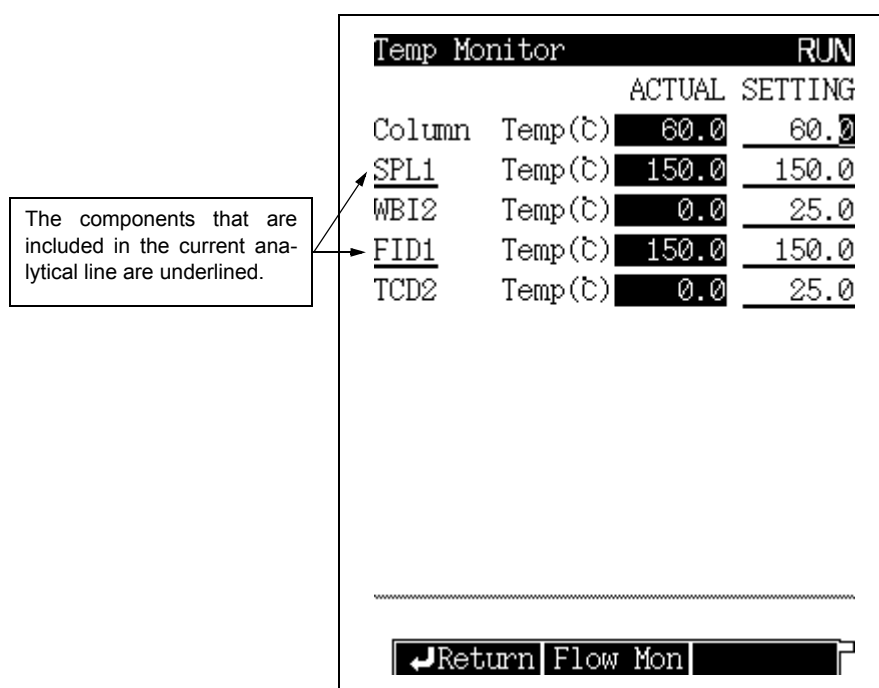 Temp Monitor RUN
ACTUAL SETTING
Column Temp(℃) 60.0 60.0
SPL1 Temp(℃) 150.0 150.0
WBI2 Temp(℃) 0.0 25.0
FID1 Temp(℃) 150.0 150.0
TCD2 Temp(℃) 0.0 25.0
The components that are
included in the current ana-
lytical line are underlined.
↵Return Flow Mon